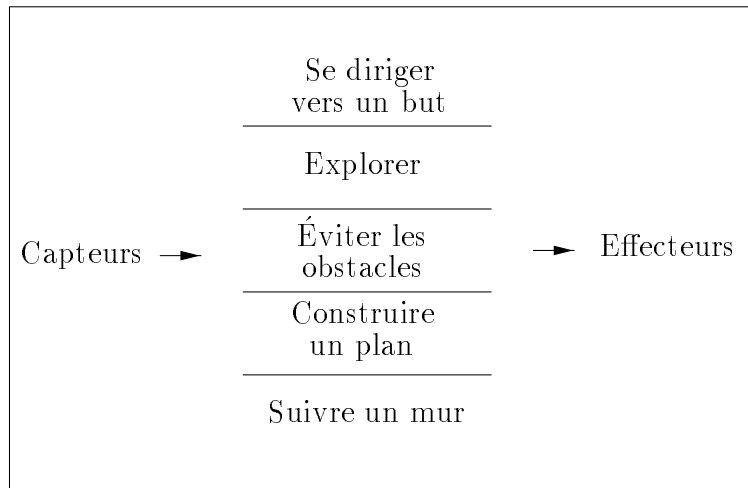 Se diriger
vers un but
Explorer
Capteurs
Éviter les
obstacles
Effecteurs
Construire
un plan
Suivre un mur